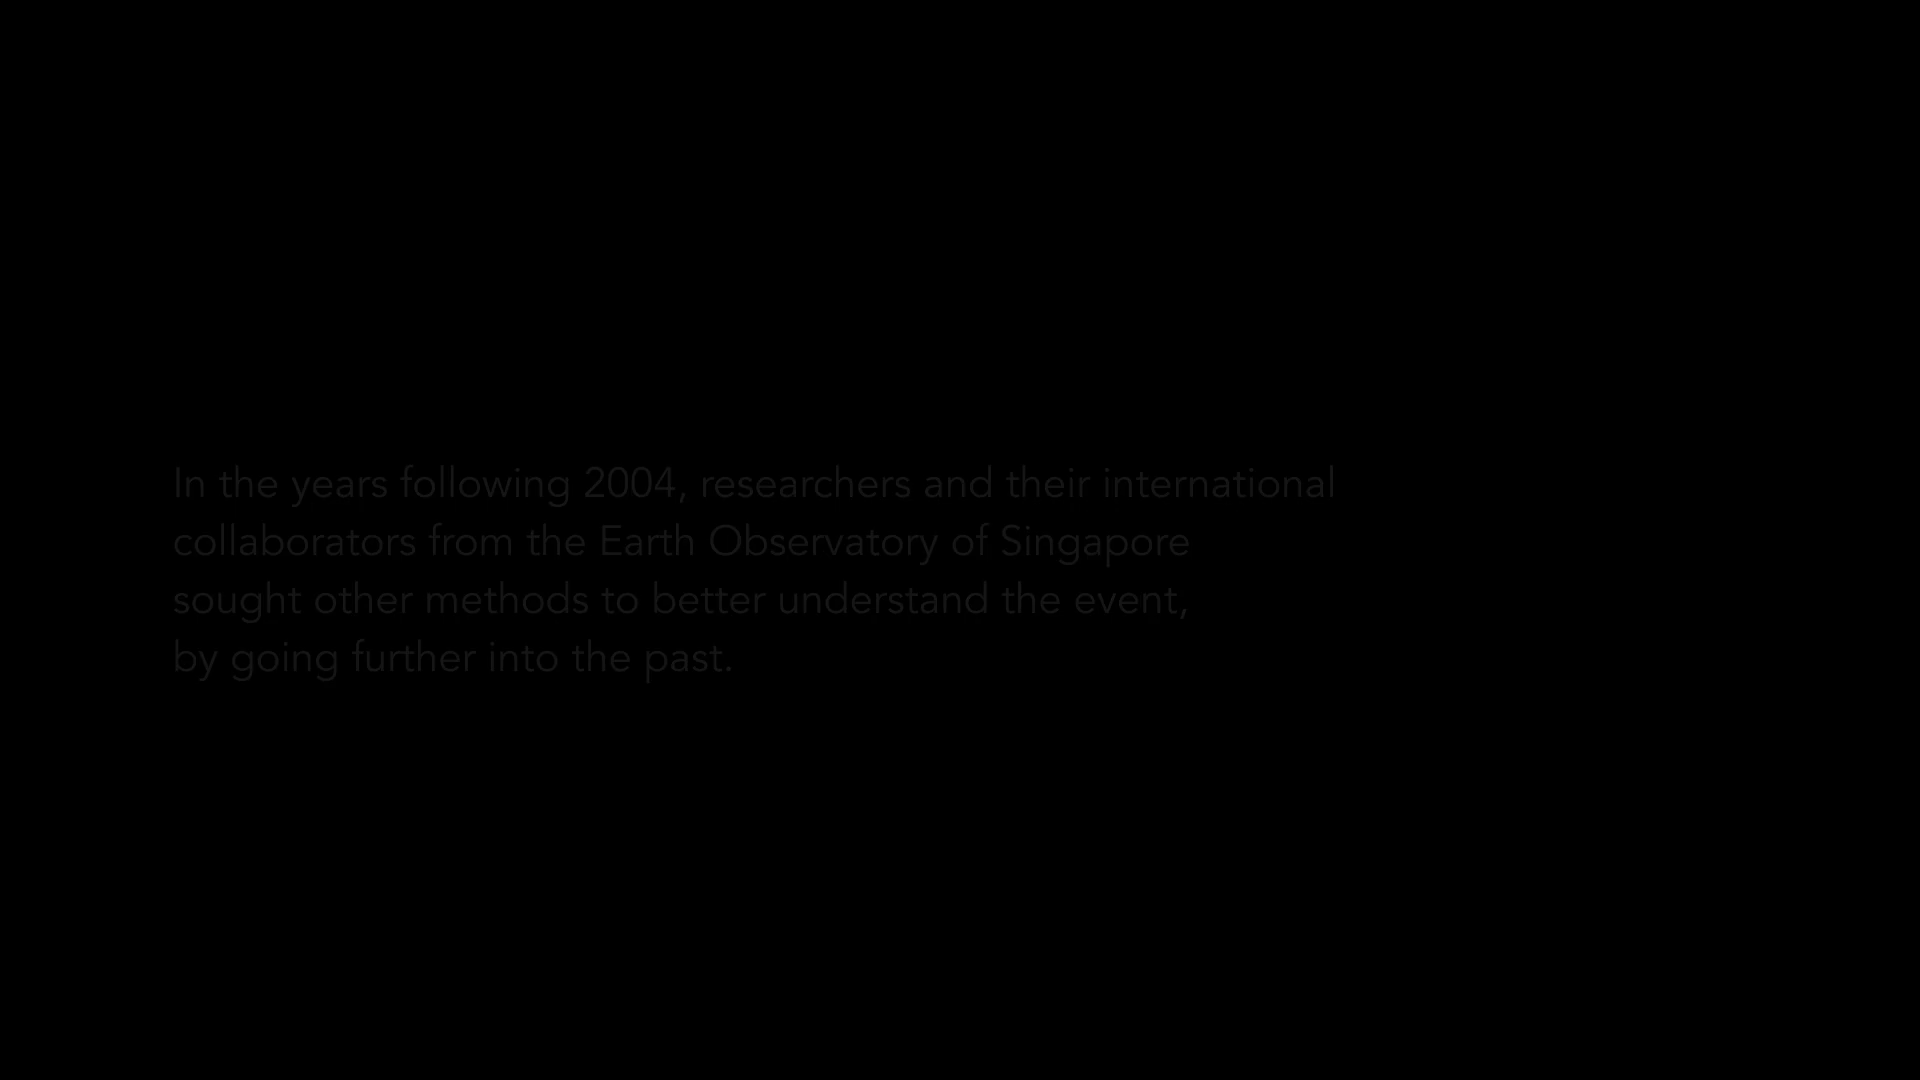 In the years following 2004, researchers and their international
collaborators from the Earth Observatory of Singapore
sought other methods to better understand the event,
by going further into the past.